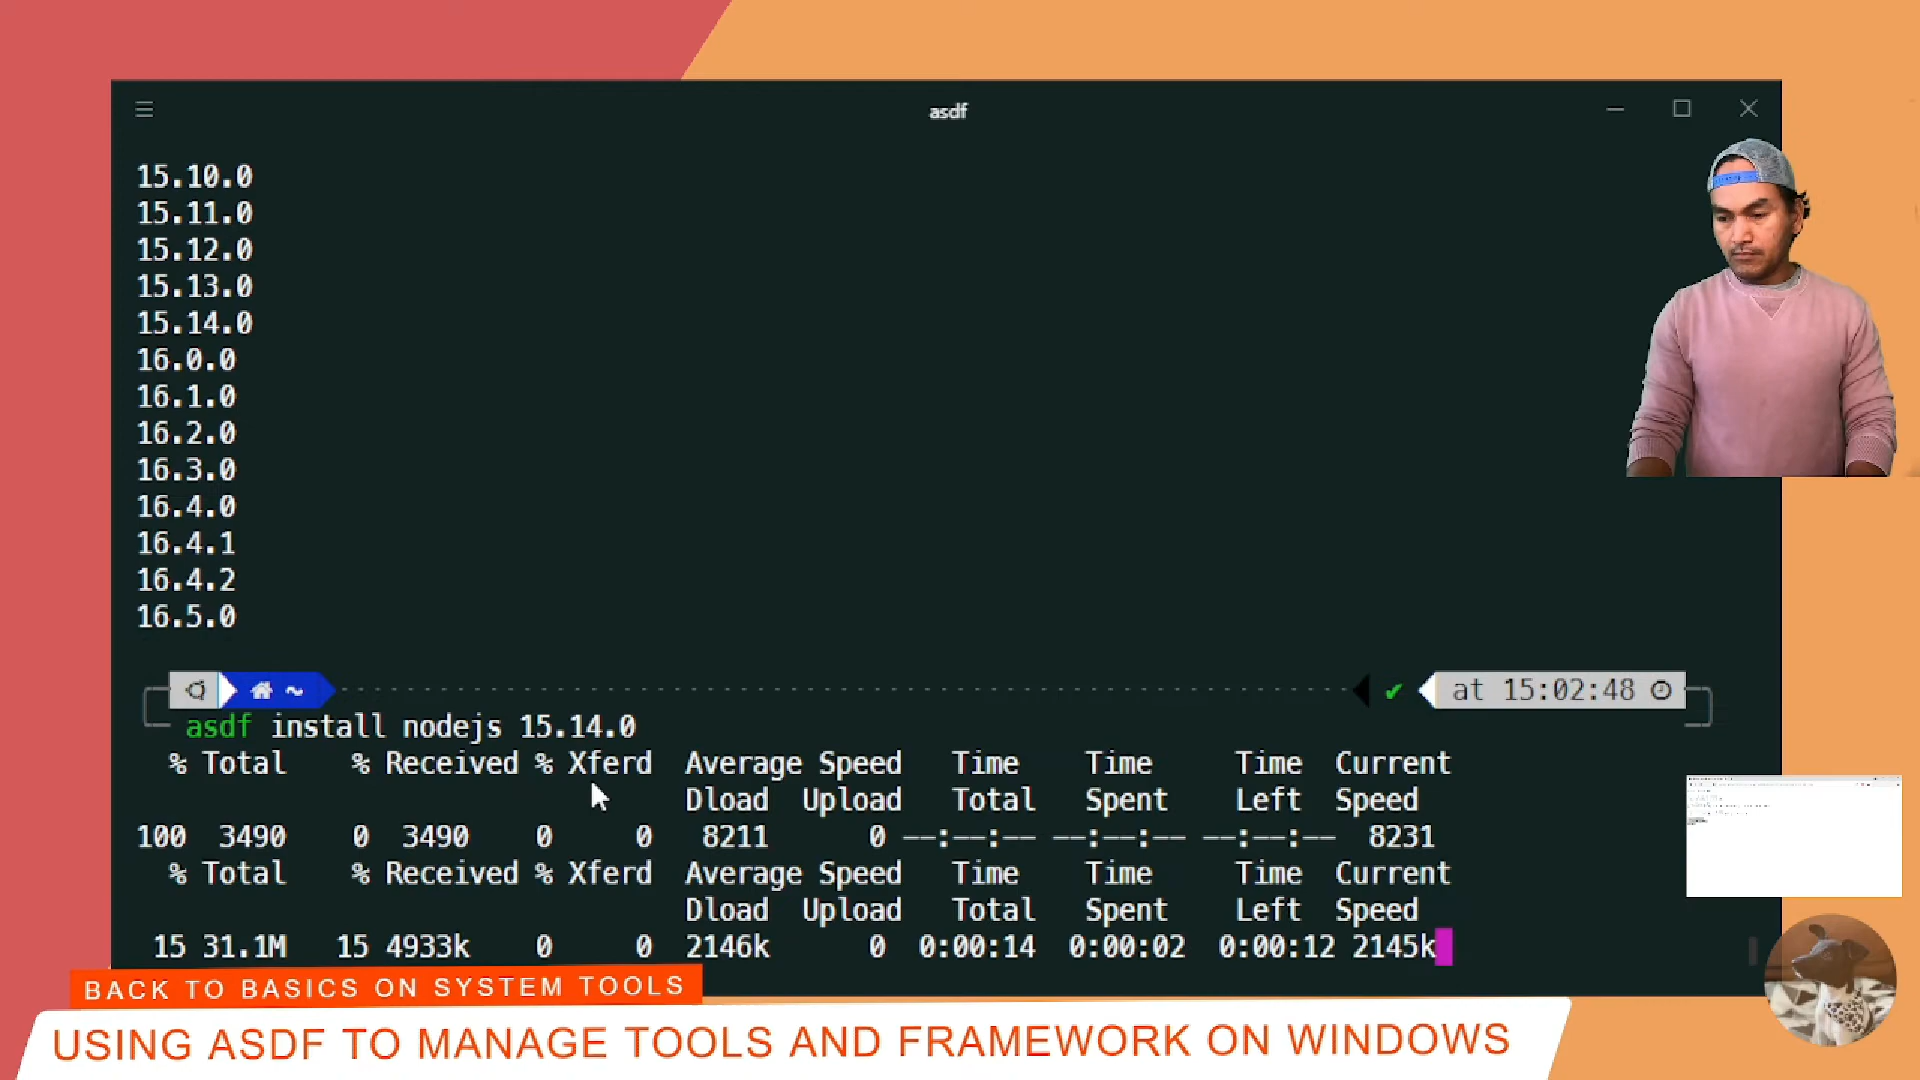 asdf
15.10.0
15.11.0
15.12.0
15.13.0
15.14.0
16.0.0
16.1.0
16.2.0
16.3.0
16.4.0
16.4.1
16.4.2
16.5.0
~ at 15:02:48
asdf install nodejs 15.14.0
% Total % Received % Xferd Average Speed Time Time Time Current
Dload Upload Total Spent Left Speed
100 3490 0 3490 0 0 8211 0 --:--:-- --:--:-- --:--:-- 8231
% Total % Received % Xferd Average Speed Time Time Time Current
Dload Upload Total Spent Left Speed
15 31.1M 15 4933k 0 0 2146k 0 0:00:14 0:00:02 0:00:12 2145k
BACK TO BASICS ON SYSTEM TOOLS
USING ASDF TO MANAGE TOOLS AND FRAMEWORK ON WINDOWS